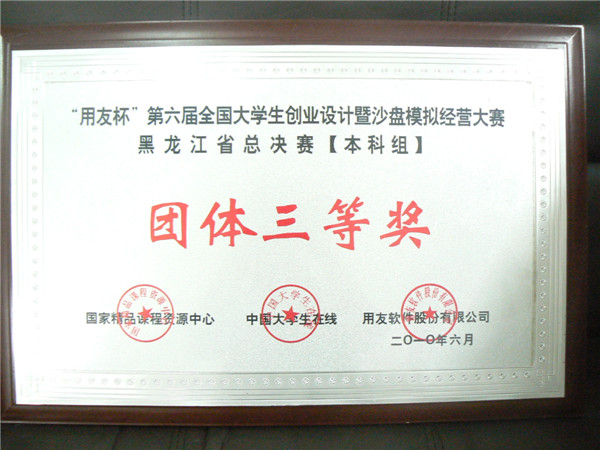 “用友杯”第六届全国大学生创业设计暨沙盘模拟经营大赛
黑龙江省总决赛【本科组】
团体三等奖
国家精品课程资源中心 中国大学生在线 用友软件股份有限公司
二〇一〇年六月